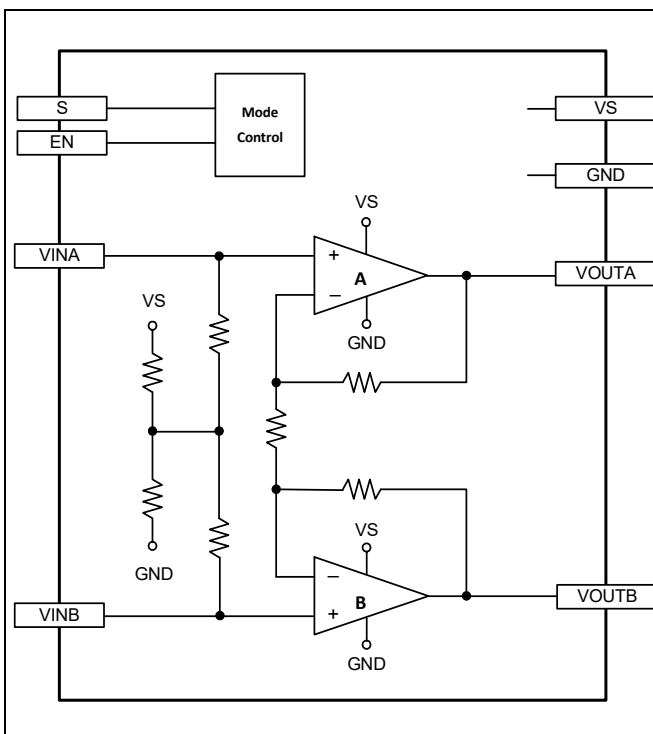 S
EN
Mode
Control
VS
GND
VINA
VS
+
A
−
GND
VOUTA
VS
GND
VS
−
B
+
GND
VINB
VOUTB